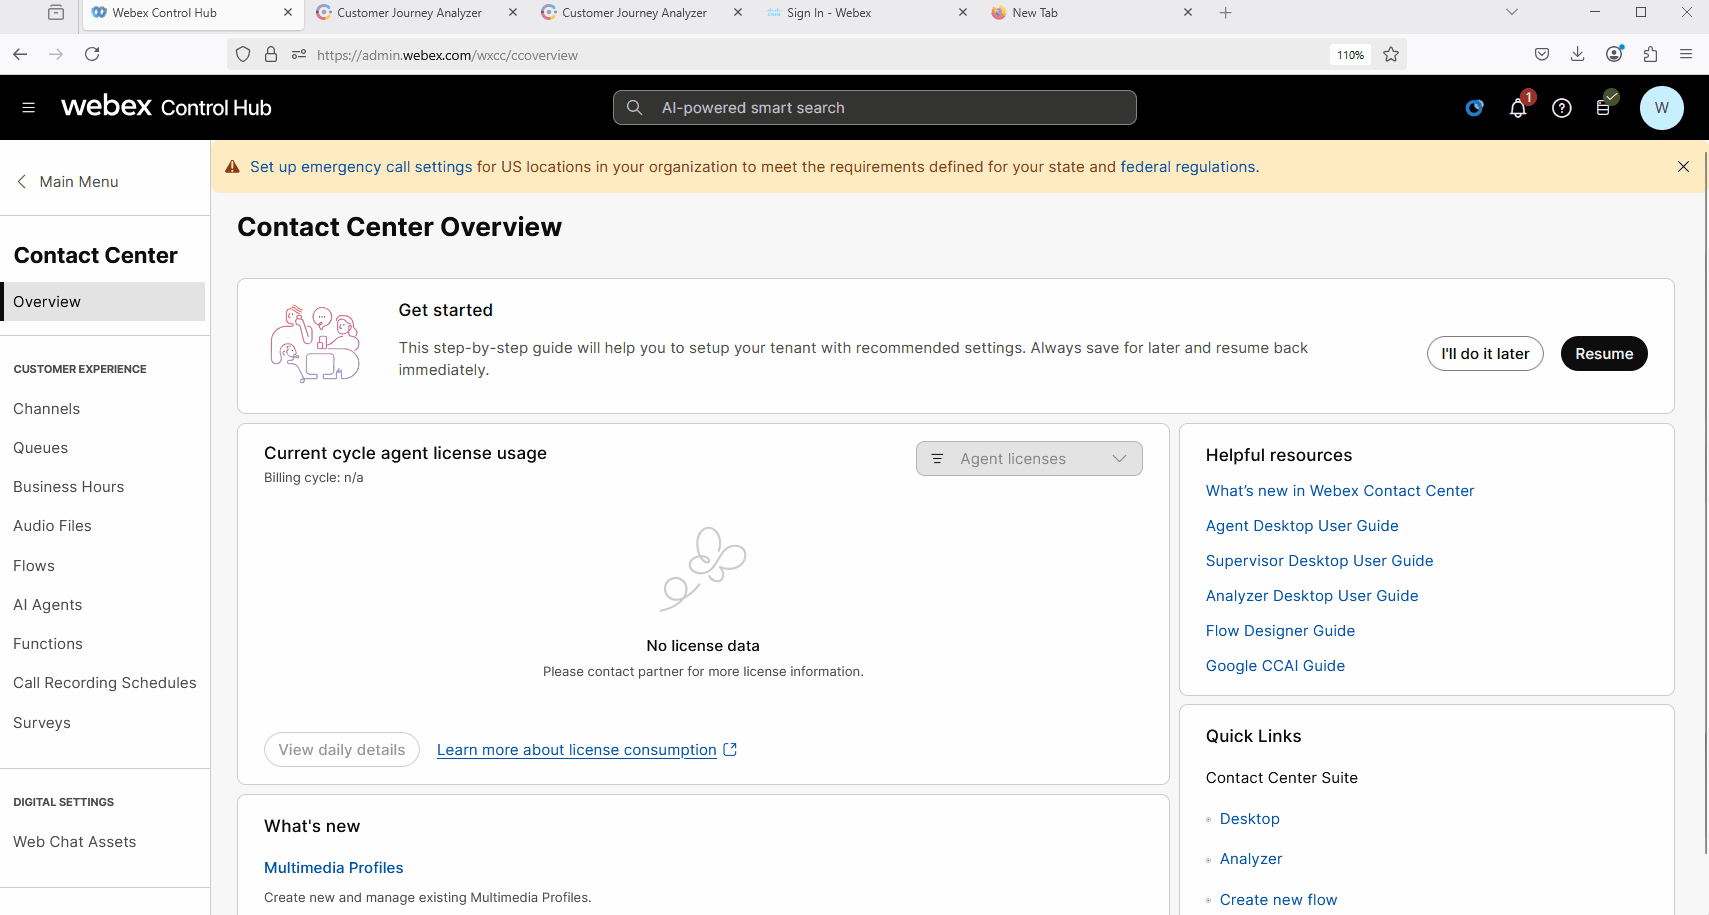 Webex Control Hub
Customer Journey Analyzer
Customer Journey Analyzer
Sign In - Webex
New Tab
https://admin.webex.com/wxcc/ccoverview
110%
webex Control Hub
AI-powered smart search
1
W
Main Menu
Set up emergency call settings for US locations in your organization to meet the requirements defined for your state and federal regulations.
Contact Center
Overview
CUSTOMER EXPERIENCE
Channels
Queues
Business Hours
Audio Files
Flows
AI Agents
Functions
Call Recording Schedules
Surveys
DIGITAL SETTINGS
Web Chat Assets
Contact Center Overview
Get started
This step-by-step guide will help you to setup your tenant with recommended settings. Always save for later and resume back
immediately.
I'll do it later
Resume
Current cycle agent license usage
Billing cycle: n/a
Agent licenses
No license data
Please contact partner for more license information.
View daily details
Learn more about license consumption
What's new
Multimedia Profiles
Create new and manage existing Multimedia Profiles.
Helpful resources
What's new in Webex Contact Center
Agent Desktop User Guide
Supervisor Desktop User Guide
Analyzer Desktop User Guide
Flow Designer Guide
Google CCAI Guide
Quick Links
Contact Center Suite
Desktop
Analyzer
Create new flow